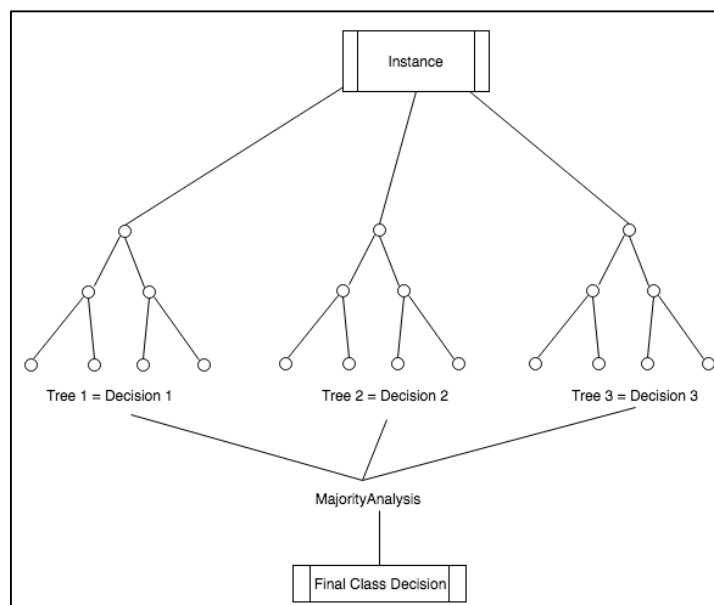 Instance
Tree 1 = Decision 1
Tree 2 = Decision 2
Tree 3 = Decision 3
MajorityAnalysis
Final Class Decision